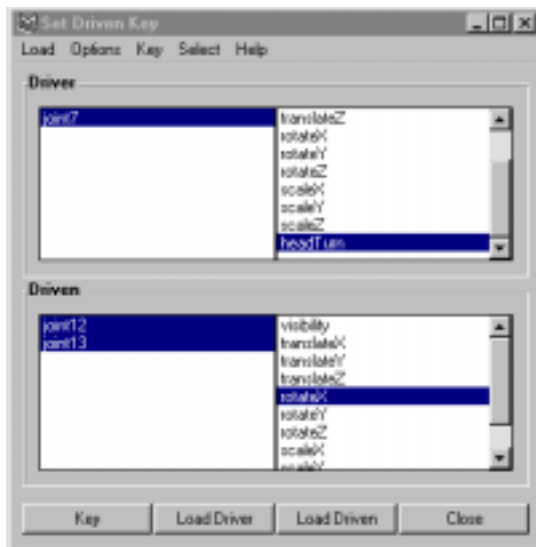 Set Driven Key
Load Options Key Select Help
Driver
joint7
translateZ
rotateX
rotateY
rotateZ
scaleX
scaleY
scaleZ
headTurn
Driven
joint12
joint13
visibility
translateX
translateY
translateZ
rotateX
rotateY
rotateZ
scaleX
scaleY
Key Load Driver Load Driven Close